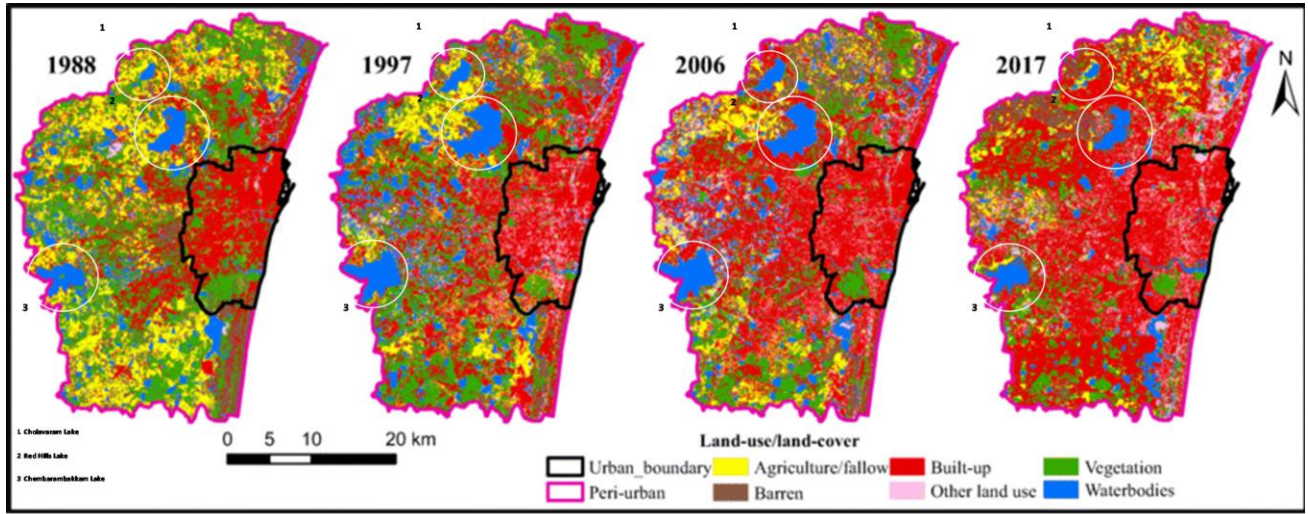 1 1 1 1
1988 1997 2006 2017 N
2 2 2 2
3 3 3 3
1 Cholavaram Lake
2 Red Hills Lake
3 Chembarambakkam Lake
0 5 10 20 km
Land-use/land-cover
Urban_boundary Agriculture/fallow Built-up Vegetation
Peri-urban Barren Other land use Waterbodies